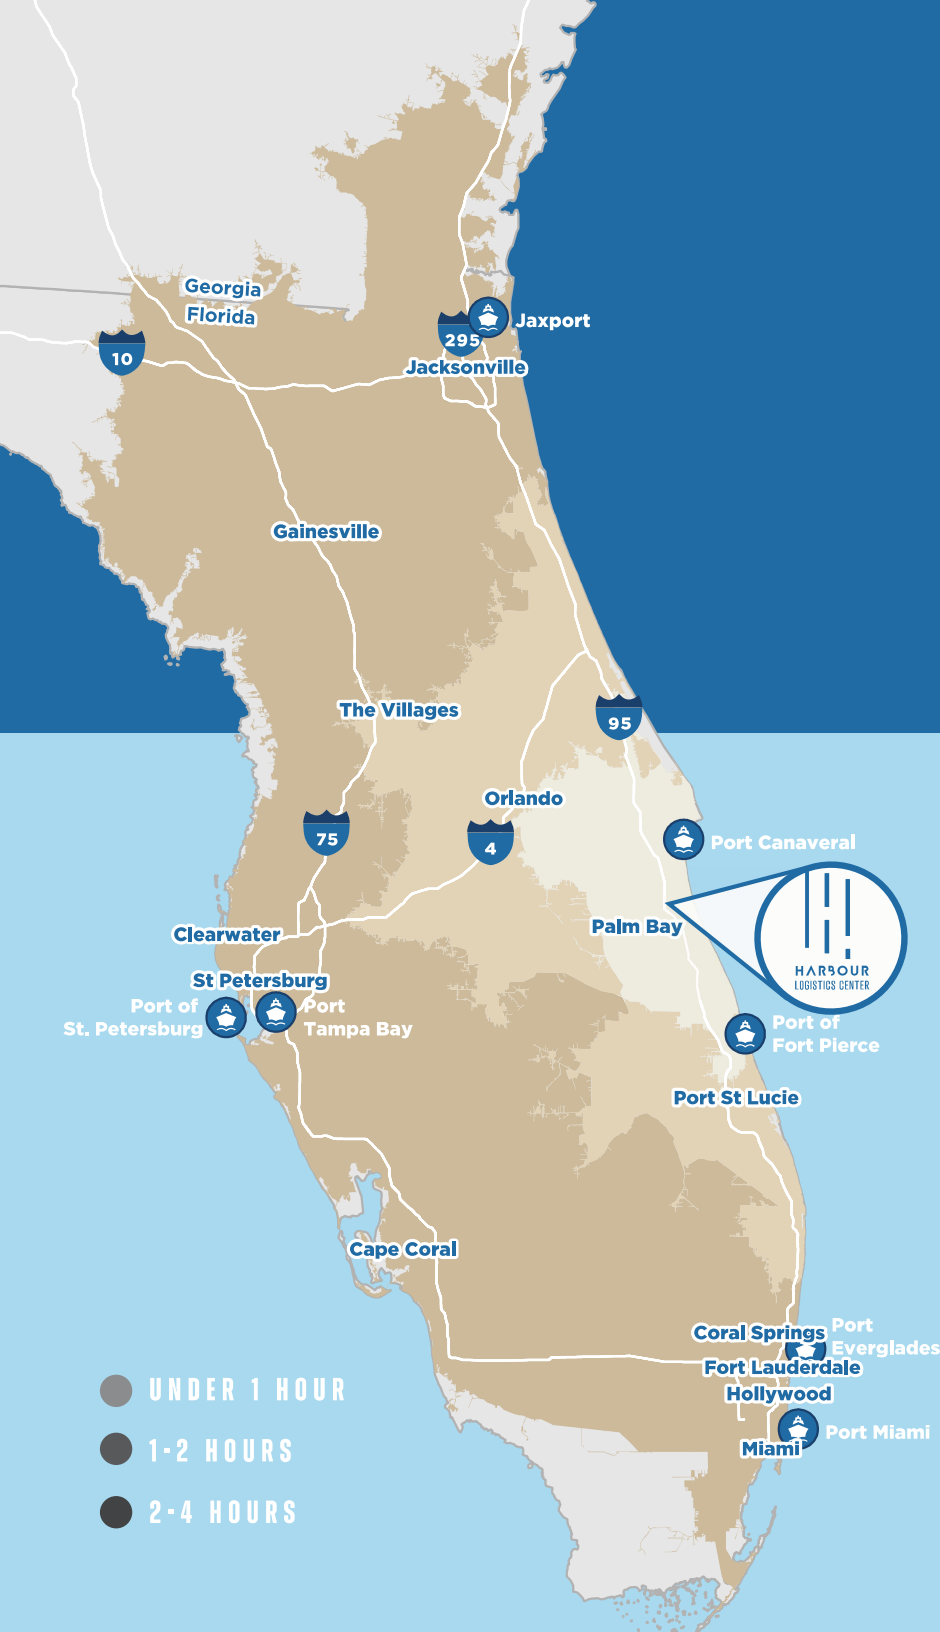 Georgia
Florida
Jaxport
295
10
Jacksonville
Gainesville
The Villages
95
Orlando
75
4
Port Canaveral
Palm Bay
HARBOUR
LOGISTICS CENTER
Clearwater
St Petersburg
Port of
St. Petersburg
Port
Tampa Bay
Port of
Fort Pierce
Port St Lucie
Cape Coral
Coral Springs
Port
Everglades
Fort Lauderdale
Hollywood
Port Miami
Miami
UNDER 1 HOUR
1-2 HOURS
2-4 HOURS